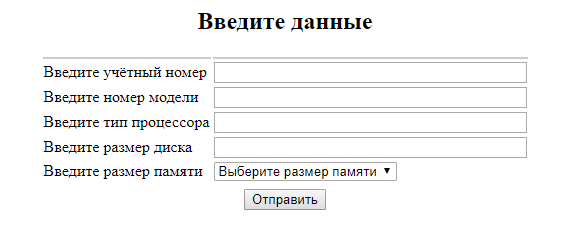 Введите данные
Введите учётный номер
Введите номер модели
Введите тип процессора
Введите размер диска
Введите размер памяти Выберите размер памяти
Отправить